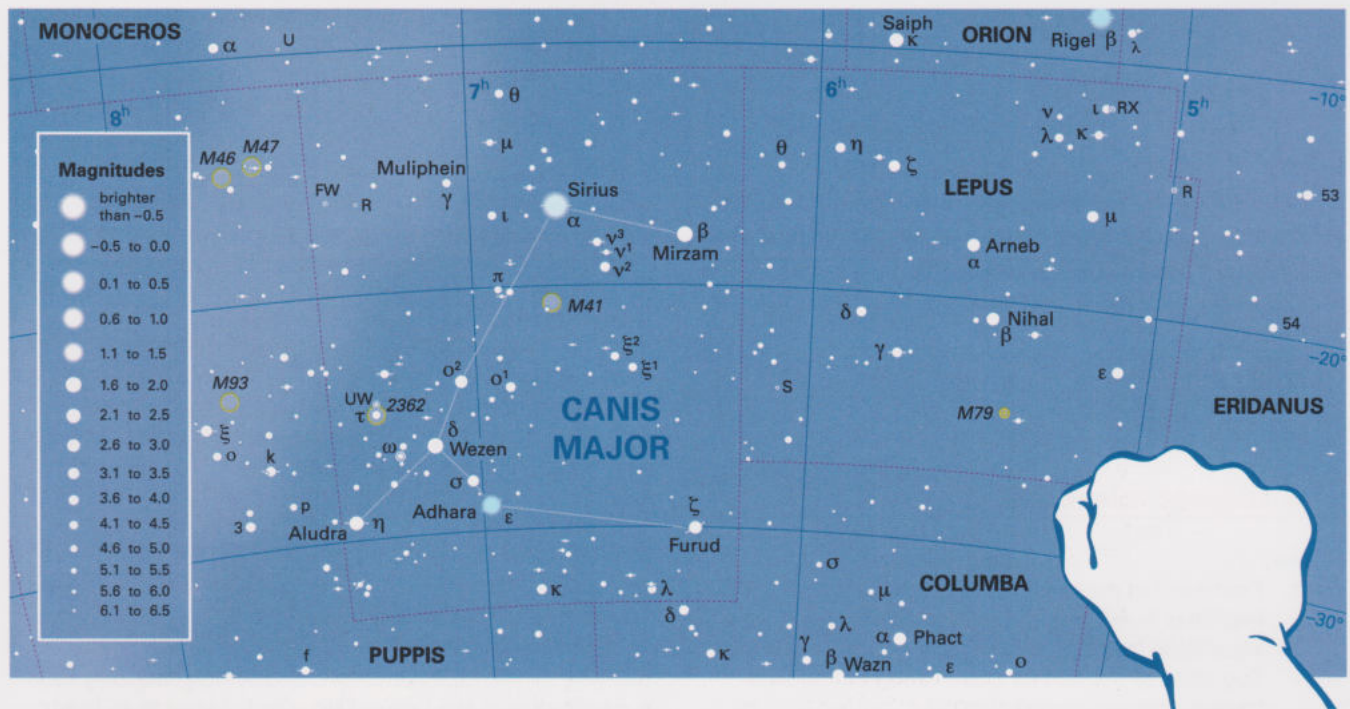 MONOCEROS
α
U
Saiph
κ
ORION
Rigel β
λ
8h
7h
6h
5h
-10°
θ
μ
M46
M47
Muliphein
γ
FW
R
ι
Sirius
α
ν³
ν¹
ν²
β
Mirzam
θ
η
ζ
ν
λ
ι
RX
κ
LEPUS
R
53
μ
Arneb
α
π
M41
δ
Nihal
β
54
-20°
γ
ξ²
ξ¹
ο²
ο¹
S
ε
M79
ERIDANUS
CANIS
MAJOR
M93
UW
τ
2362
ξ
ο
k
ω
δ
Wezen
σ
Adhara
ε
p
3
Aludra
η
ζ
Furud
κ
λ
δ
κ
σ
COLUMBA
μ
λ
α
Phact
γ
β
Wazn
ε
ο
-30°
f
PUPPIS
Magnitudes
brighter
than −0.5
−0.5 to 0.0
0.1 to 0.5
0.6 to 1.0
1.1 to 1.5
1.6 to 2.0
2.1 to 2.5
2.6 to 3.0
3.1 to 3.5
3.6 to 4.0
4.1 to 4.5
4.6 to 5.0
5.1 to 5.5
5.6 to 6.0
6.1 to 6.5